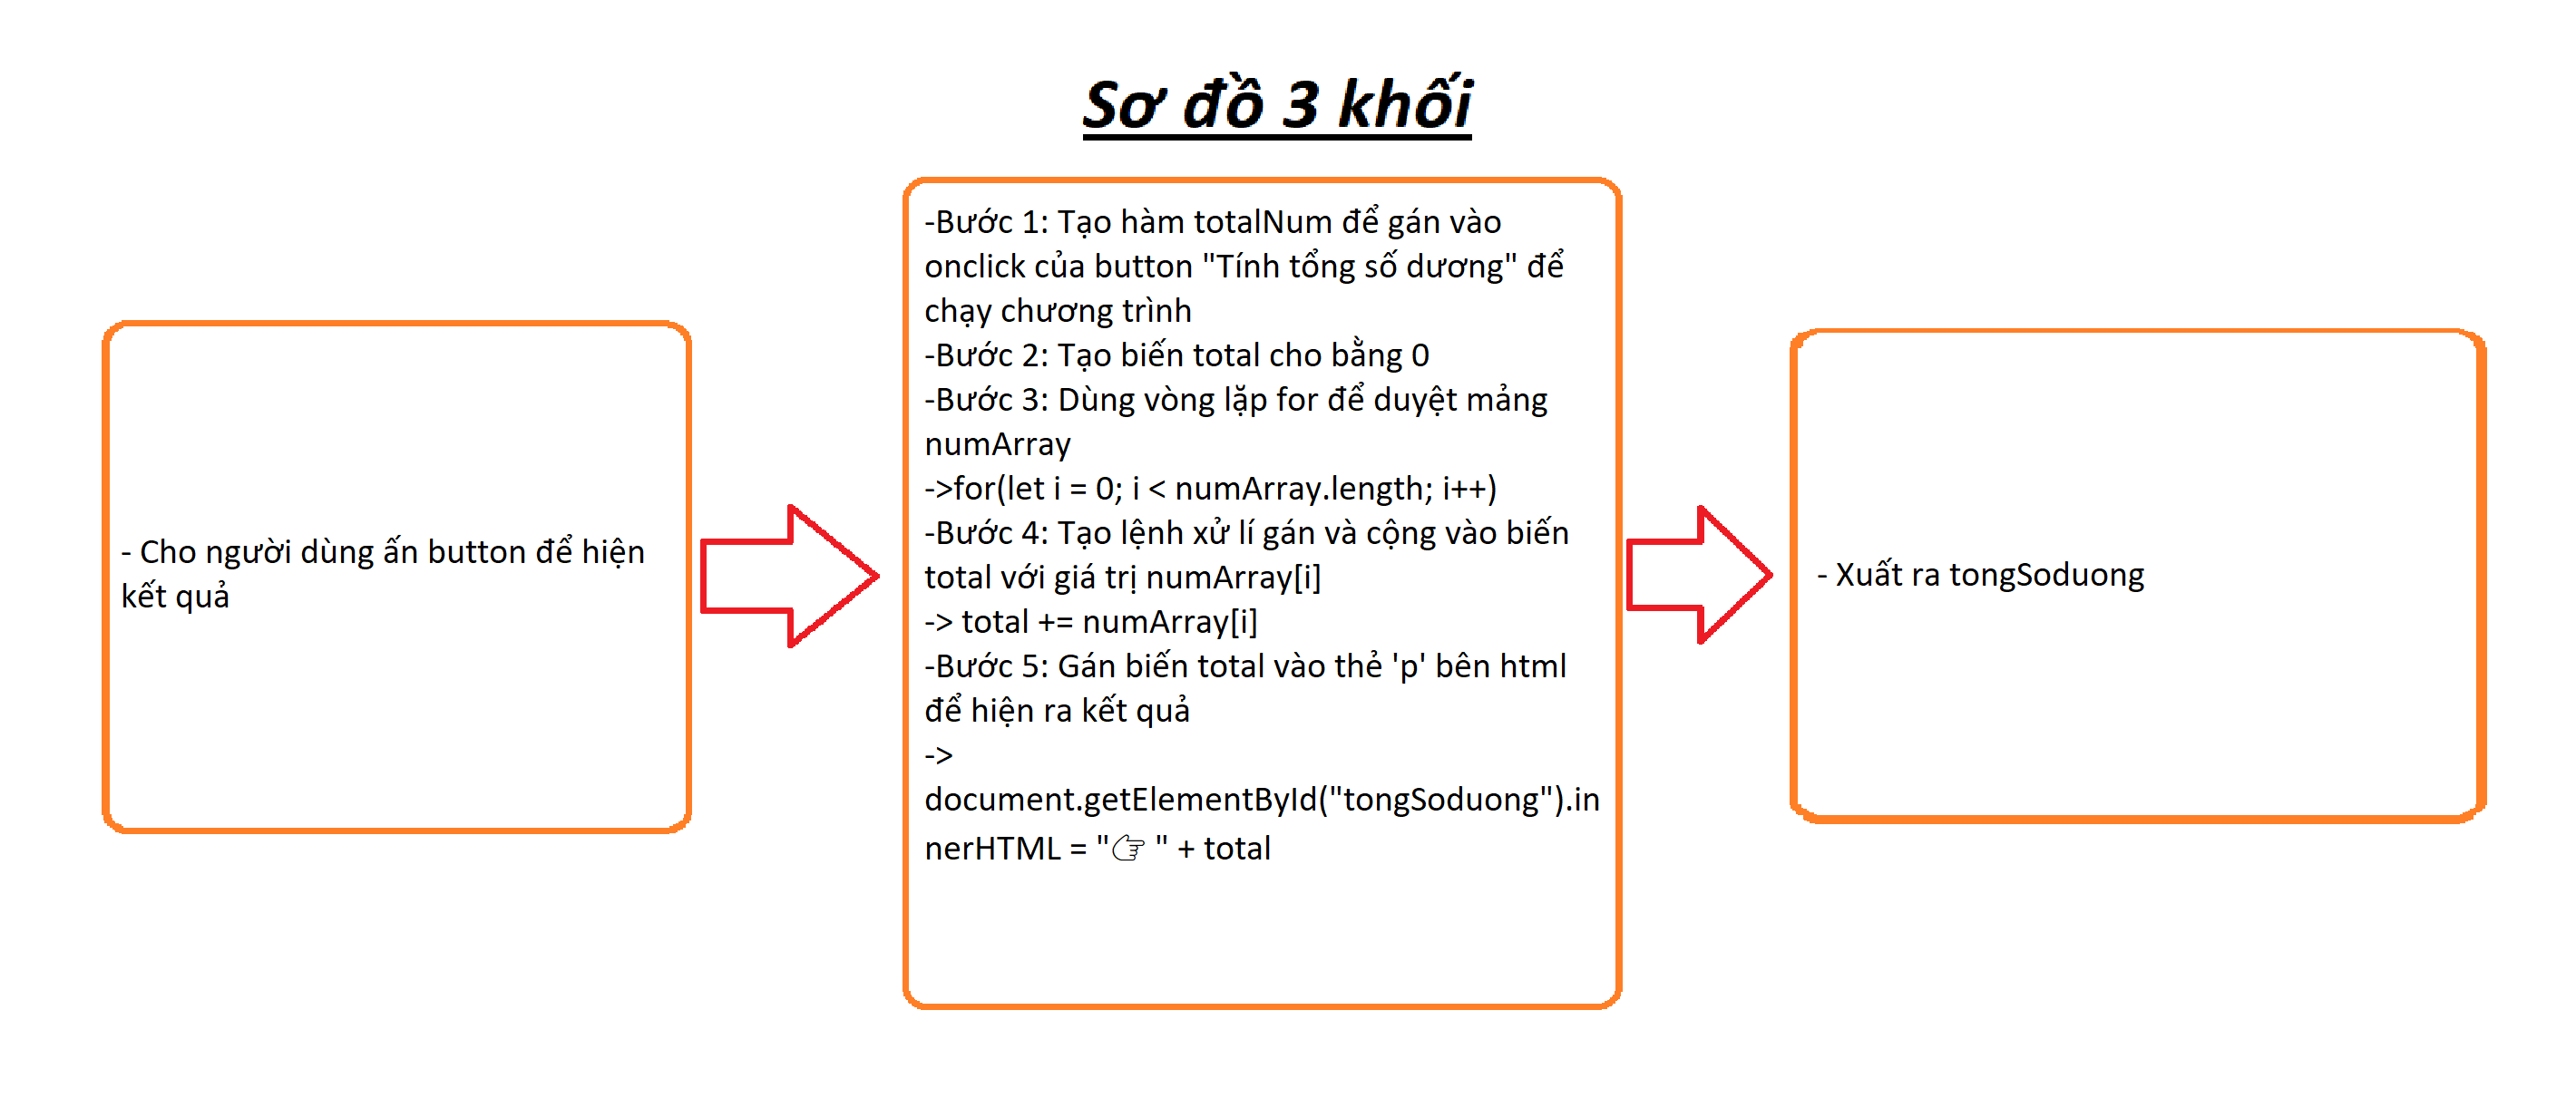 Sơ đồ 3 khối
- Cho người dùng ấn button để hiện
kết quả
-Bước 1: Tạo hàm totalNum để gán vào
onclick của button "Tính tổng số dương" để
chạy chương trình
-Bước 2: Tạo biến total cho bằng 0
-Bước 3: Dùng vòng lặp for để duyệt mảng
numArray
->for(let i = 0; i < numArray.length; i++)
-Bước 4: Tạo lệnh xử lí gán và cộng vào biến
total với giá trị numArray[i]
-> total += numArray[i]
-Bước 5: Gán biến total vào thẻ 'p' bên html
để hiện ra kết quả
->
document.getElementById("tongSoduong").in
nerHTML = "👉 " + total
- Xuất ra tongSoduong